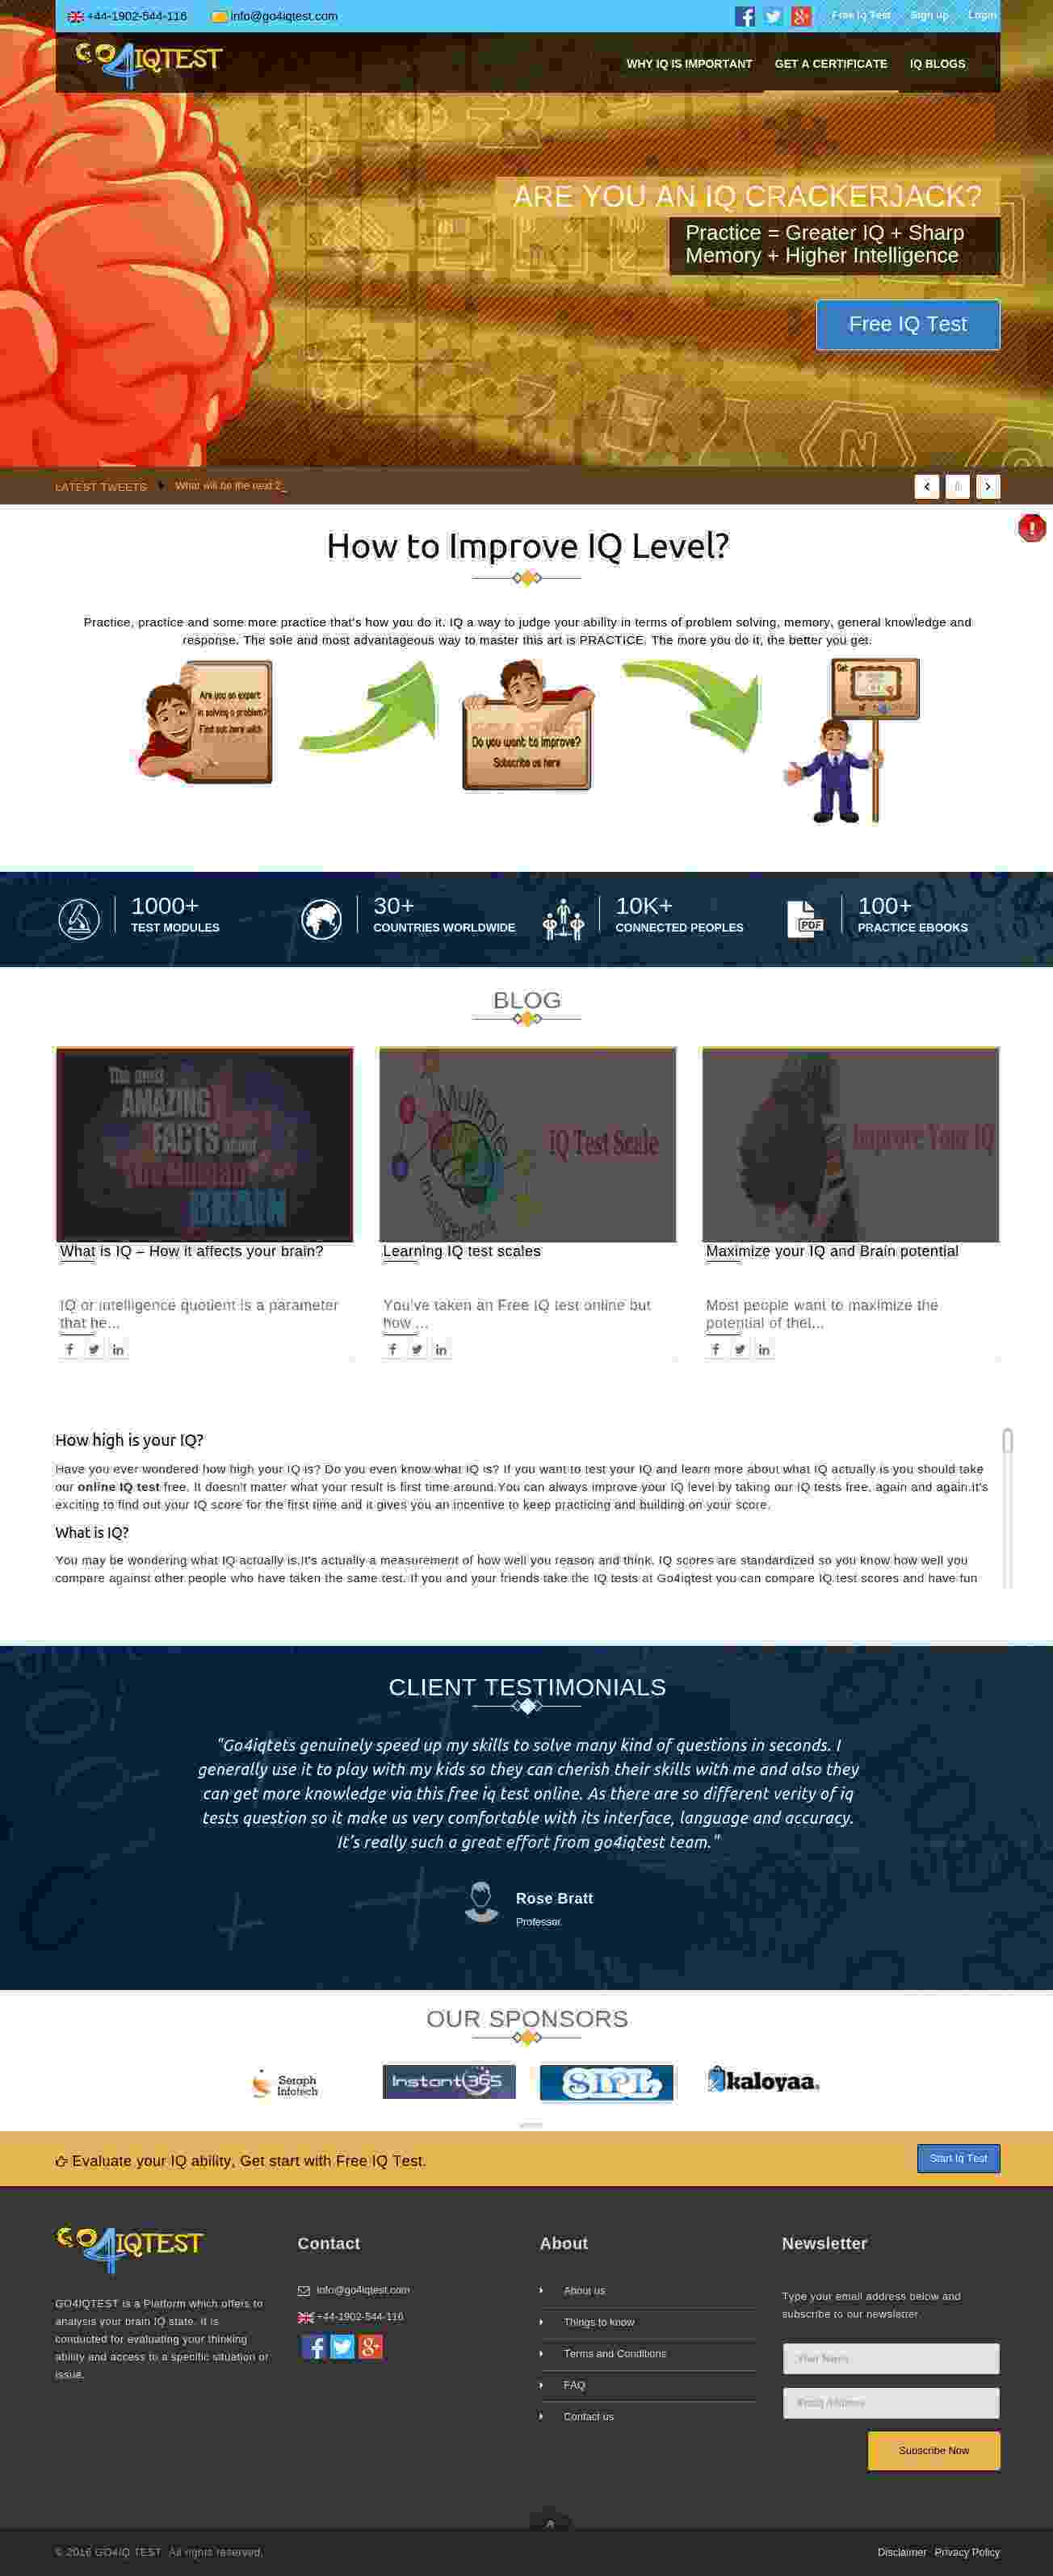 +44-1902-544-116 info@go4iqtest.com Free Iq Test Sign up Login
GO4IQTEST
WHY IQ IS IMPORTANT GET A CERTIFICATE IQ BLOGS
ARE YOU AN IQ CRACKERJACK?
Practice = Greater IQ + Sharp
Memory + Higher Intelligence
Free IQ Test
LATEST TWEETS What will be the next 2_
How to Improve IQ Level?
Practice, practice and some more practice that's how you do it. IQ a way to judge your ability in terms of problem solving, memory, general knowledge and
response. The sole and most advantageous way to master this art is PRACTICE. The more you do it, the better you get.
Are you an expert
in solving a problem?
Find out here with
Do you want to improve?
Subscribe us here
Get
1000+
TEST MODULES
30+
COUNTRIES WORLDWIDE
10K+
CONNECTED PEOPLES
PDF
100+
PRACTICE EBOOKS
BLOG
The most
AMAZING
FACTS about
BRAIN
Multiple
IQ Test Scale
Improve Your IQ
What is IQ – How it affects your brain?
IQ or intelligence quotient is a parameter
that he...
Learning IQ test scales
You've taken an Free IQ test online but
how ...
Maximize your IQ and Brain potential
Most people want to maximize the
potential of thei...
How high is your IQ?
Have you ever wondered how high your IQ is? Do you even know what IQ is? If you want to test your IQ and learn more about what IQ actually is you should take
our online IQ test free. It doesn't matter what your result is first time around.You can always improve your IQ level by taking our IQ tests free, again and again.It's
exciting to find out your IQ score for the first time and it gives you an incentive to keep practicing and building on your score.
What is IQ?
You may be wondering what IQ actually is.It's actually a measurement of how well you reason and think. IQ scores are standardized so you know how well you
compare against other people who have taken the same test. If you and your friends take the IQ tests at Go4iqtest you can compare IQ test scores and have fun
CLIENT TESTIMONIALS
"Go4iqtets genuinely speed up my skills to solve many kind of questions in seconds. I
generally use it to play with my kids so they can cherish their skills with me and also they
can get more knowledge via this free iq test online. As there are so different verity of iq
tests question so it make us very comfortable with its interface, language and accuracy.
It's really such a great effort from go4iqtest team."
Rose Bratt
Professor.
OUR SPONSORS
Seraph
Infotech
Instant365
SIPL
kaloyaa
Evaluate your IQ ability, Get start with Free IQ Test.
Start Iq Test
GO4IQTEST
GO4IQTEST is a Platform which offers to
analysis your brain IQ state. It is
conducted for evaluating your thinking
ability and access to a specific situation or
issue.
Contact
info@go4iqtest.com
+44-1902-544-116
About
About us
Things to know
Terms and Conditions
FAQ
Contact us
Newsletter
Type your email address below and
subscribe to our newsletter.
Your Name
Email Address
Subscribe Now
© 2016 GO4IQ TEST. All rights reserved.
Disclaimer Privacy Policy